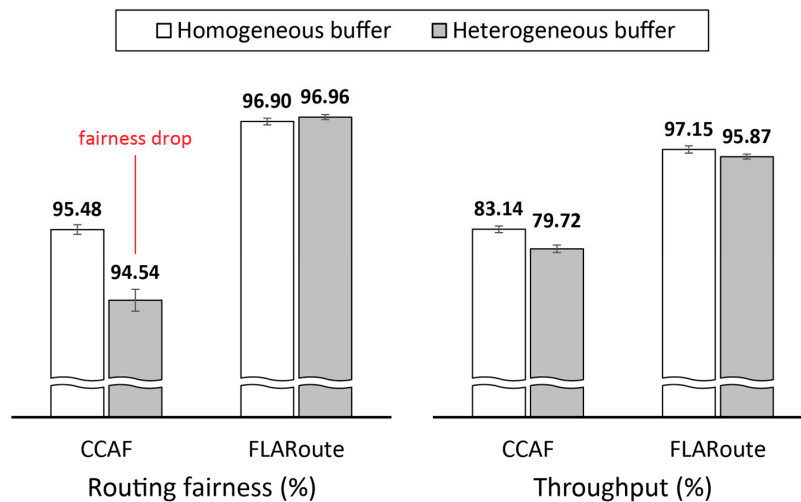 Homogeneous buffer Heterogeneous buffer
96.90 96.96
97.15
95.87
fairness drop
95.48
94.54
83.14
79.72
CCAF FLARoute CCAF FLARoute
Routing fairness (%) Throughput (%)